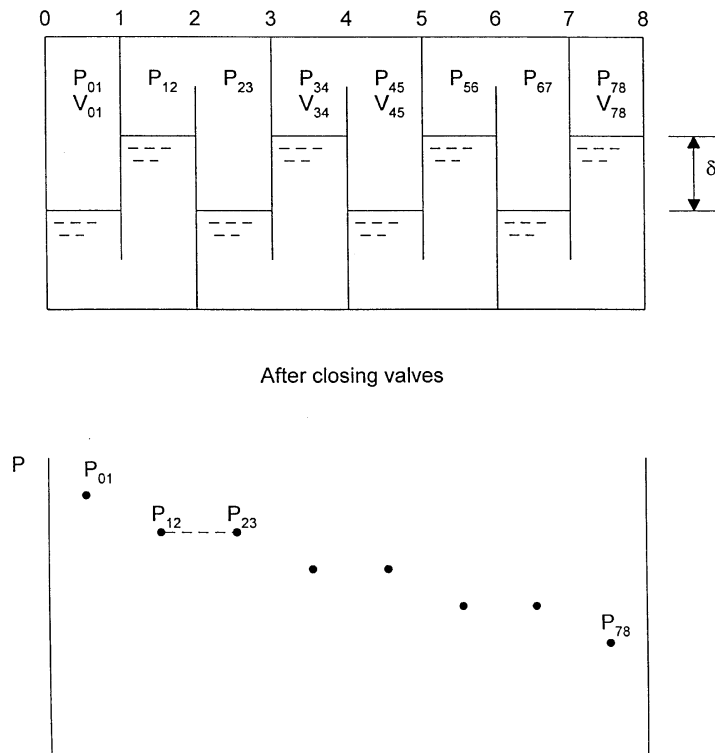 0 1 2 3 4 5 6 7 8
P₀₁ P₁₂ P₂₃ P₃₄ P₄₅ P₅₆ P₆₇ P₇₈
V₀₁ V₃₄ V₄₅ V₇₈
δ
After closing valves
P
P₀₁
P₁₂ P₂₃
P₇₈